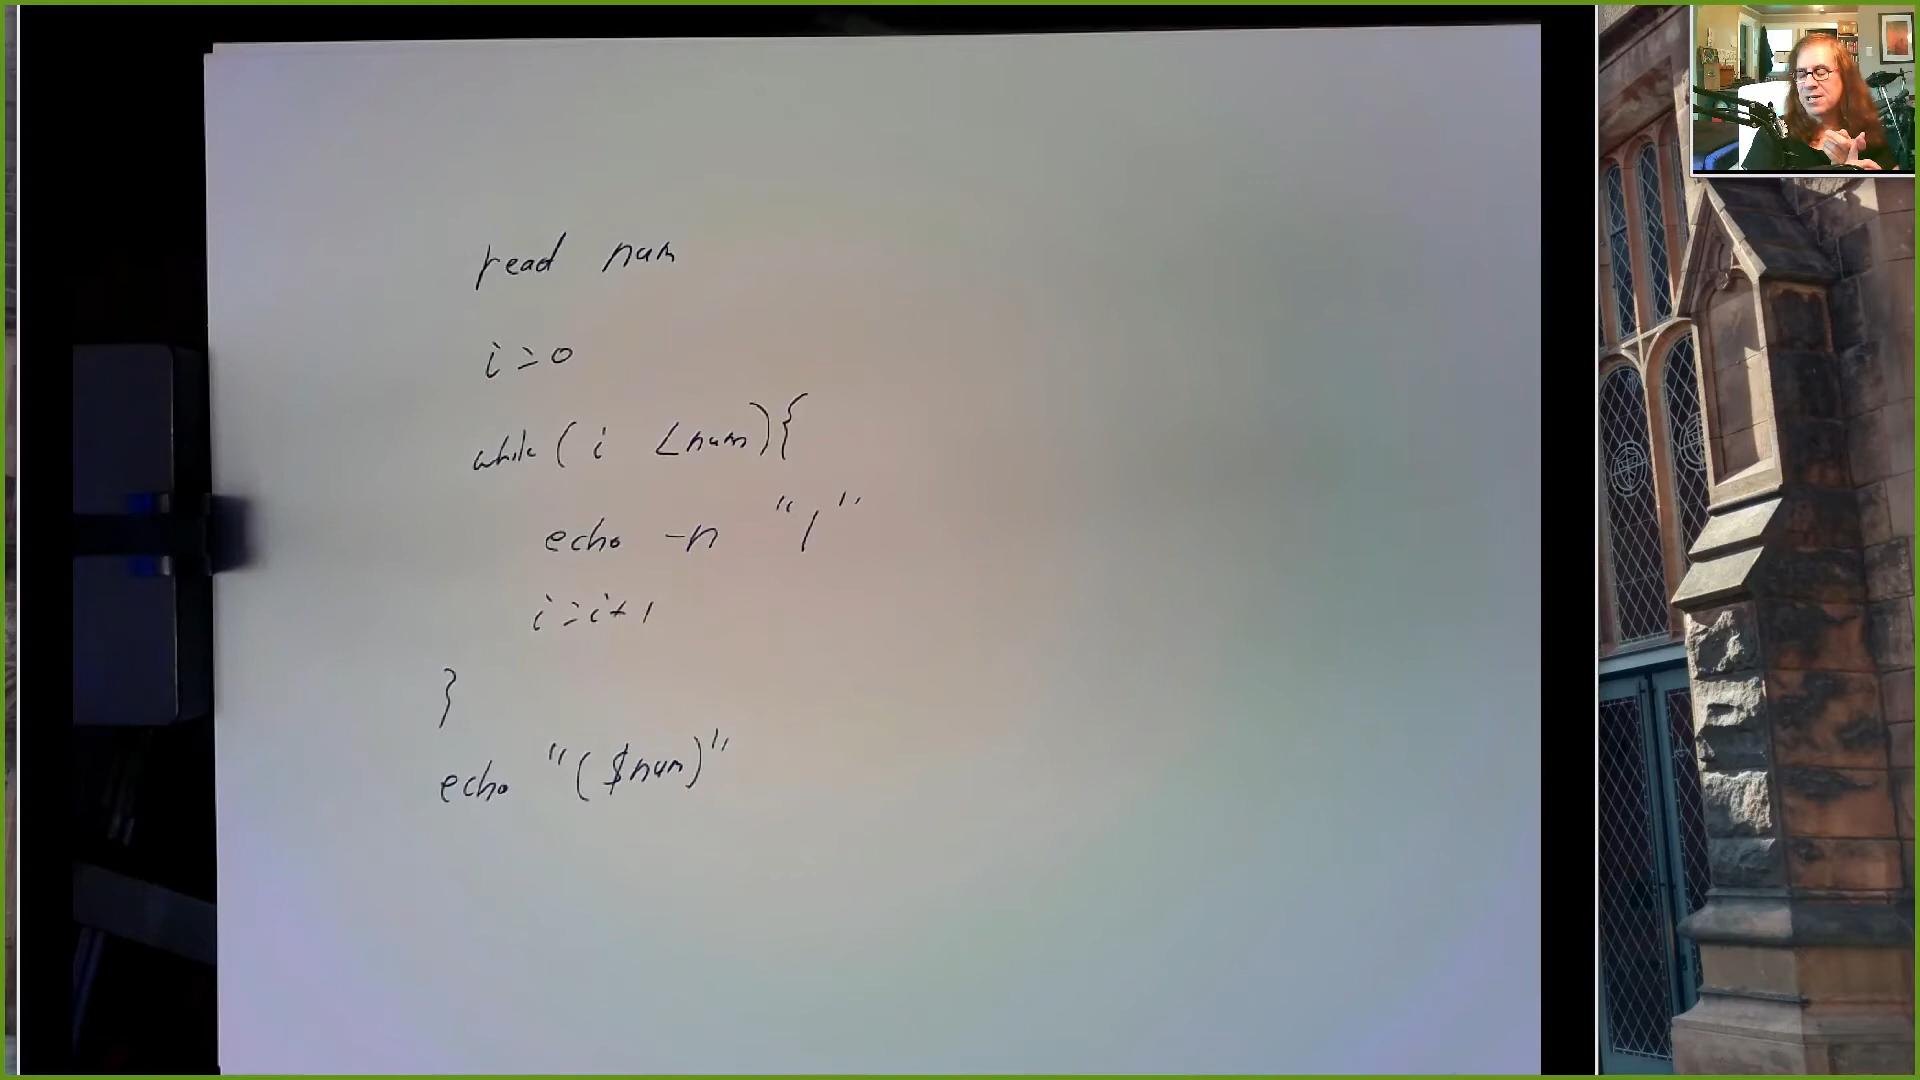 read num
i=0
while ( i < num) {
echo -n "/"
i=i+1
}
echo "($num)"